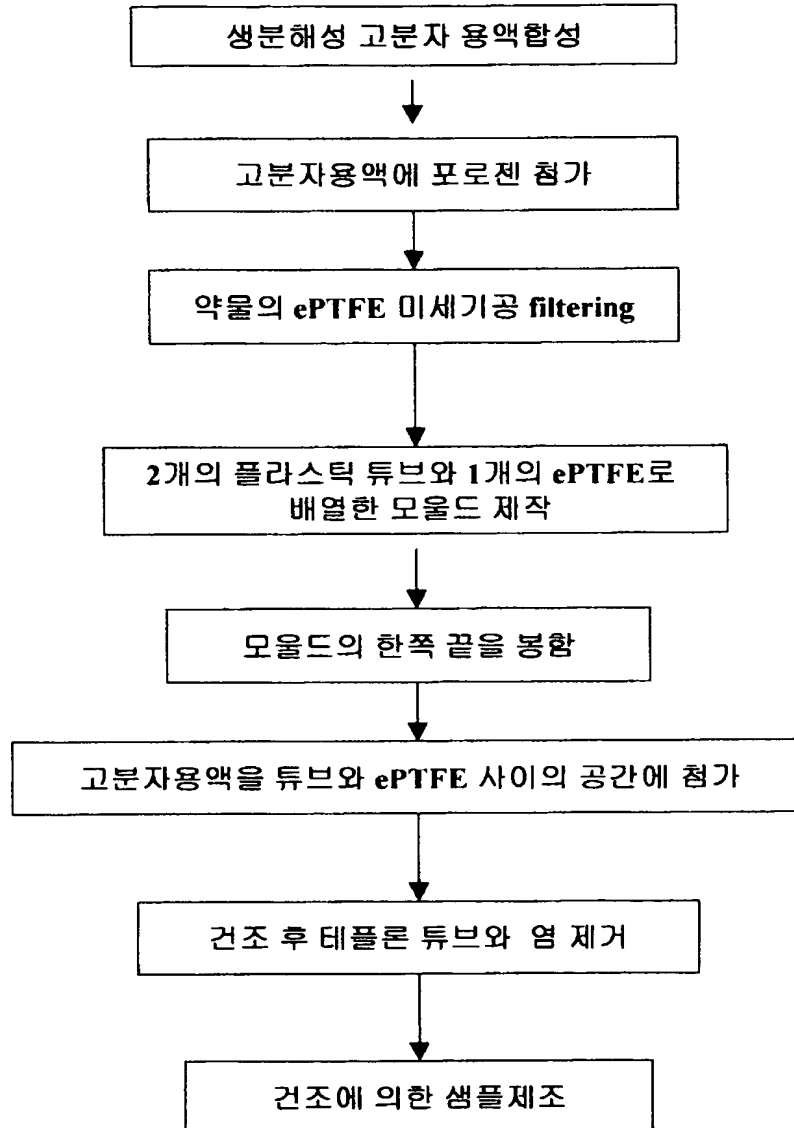 생분해성 고분자 용액합성
고분자용액에 포로젠 첨가
약물의 ePTFE 미세기공 filtering
2개의 플라스틱 튜브와 1개의 ePTFE로
배열한 모울드 제작
모울드의 한쪽 끝을 봉함
고분자용액을 튜브와 ePTFE 사이의 공간에 첨가
건조 후 테플론 튜브와 염 제거
건조에 의한 샘플제조